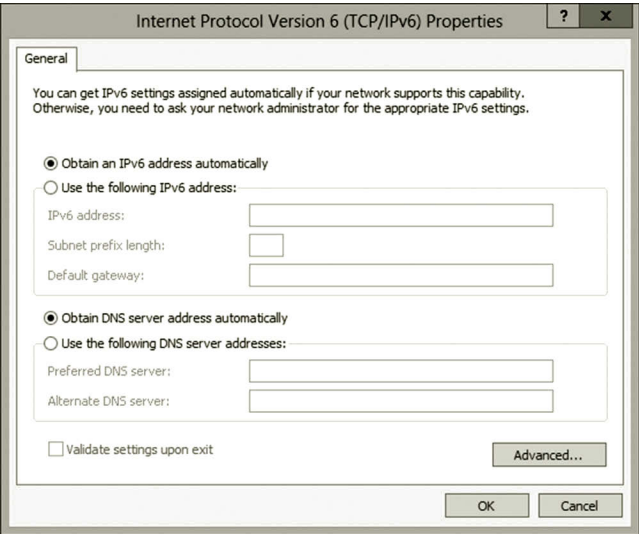 Internet Protocol Version 6 (TCP/IPv6) Properties
?
x
General
You can get IPv6 settings assigned automatically if your network supports this capability.
Otherwise, you need to ask your network administrator for the appropriate IPv6 settings.
Obtain an IPv6 address automatically
Use the following IPv6 address:
IPv6 address:
Subnet prefix length:
Default gateway:
Obtain DNS server address automatically
Use the following DNS server addresses:
Preferred DNS server:
Alternate DNS server:
Validate settings upon exit
Advanced...
OK
Cancel